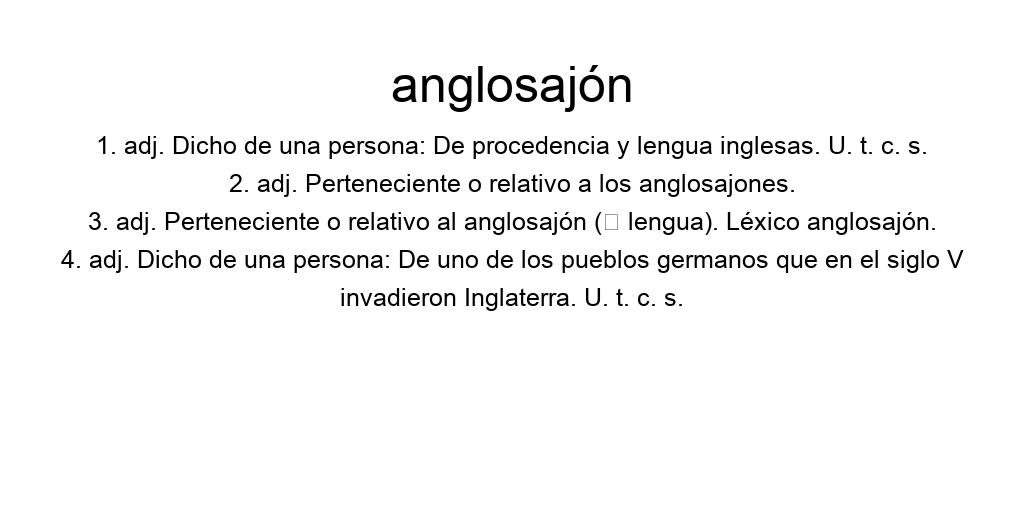 anglosajón
1. adj. Dicho de una persona: De procedencia y lengua inglesas. U. t. c. s.
2. adj. Perteneciente o relativo a los anglosajones.
3. adj. Perteneciente o relativo al anglosajón (□ lengua). Léxico anglosajón.
4. adj. Dicho de una persona: De uno de los pueblos germanos que en el siglo V
invadieron Inglaterra. U. t. c. s.